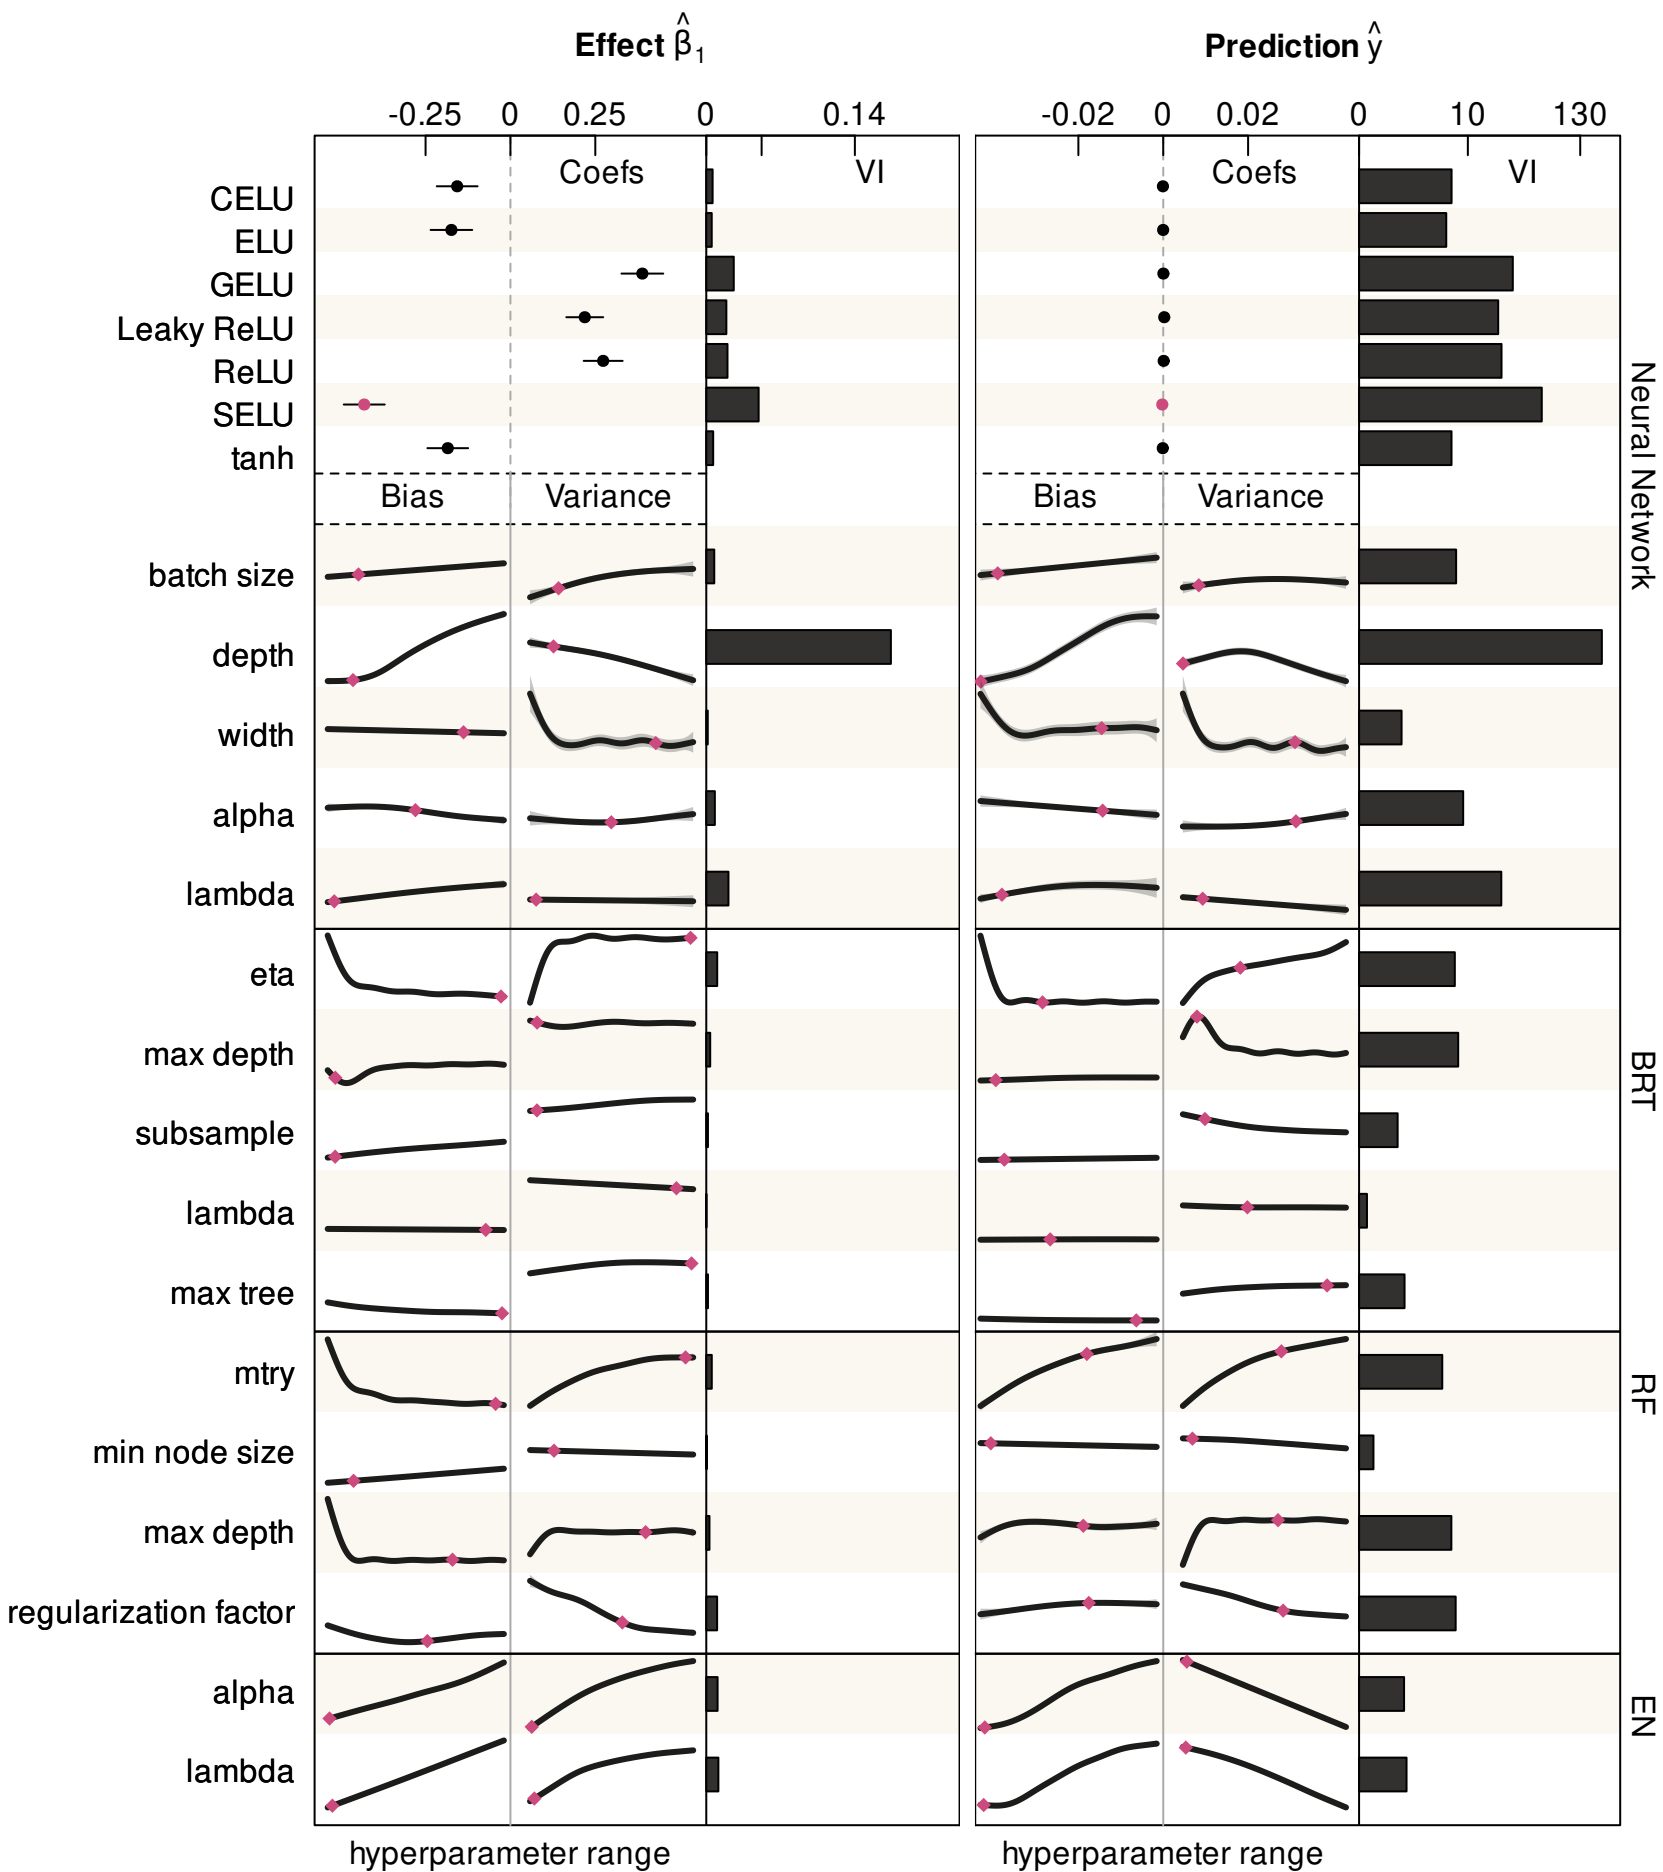 Effect β̂₁
Prediction ŷ
-0.25 0 0.25 0 0.14
-0.02 0 0.02 0 10 130
Coefs VI Coefs VI
CELU
ELU
GELU
Leaky ReLU
ReLU
SELU
tanh
Bias Variance Bias Variance
batch size
depth
width
alpha
lambda
Neural Network
eta
max depth
subsample
lambda
max tree
BRT
mtry
min node size
max depth
regularization factor
RF
alpha
lambda
EN
hyperparameter range hyperparameter range